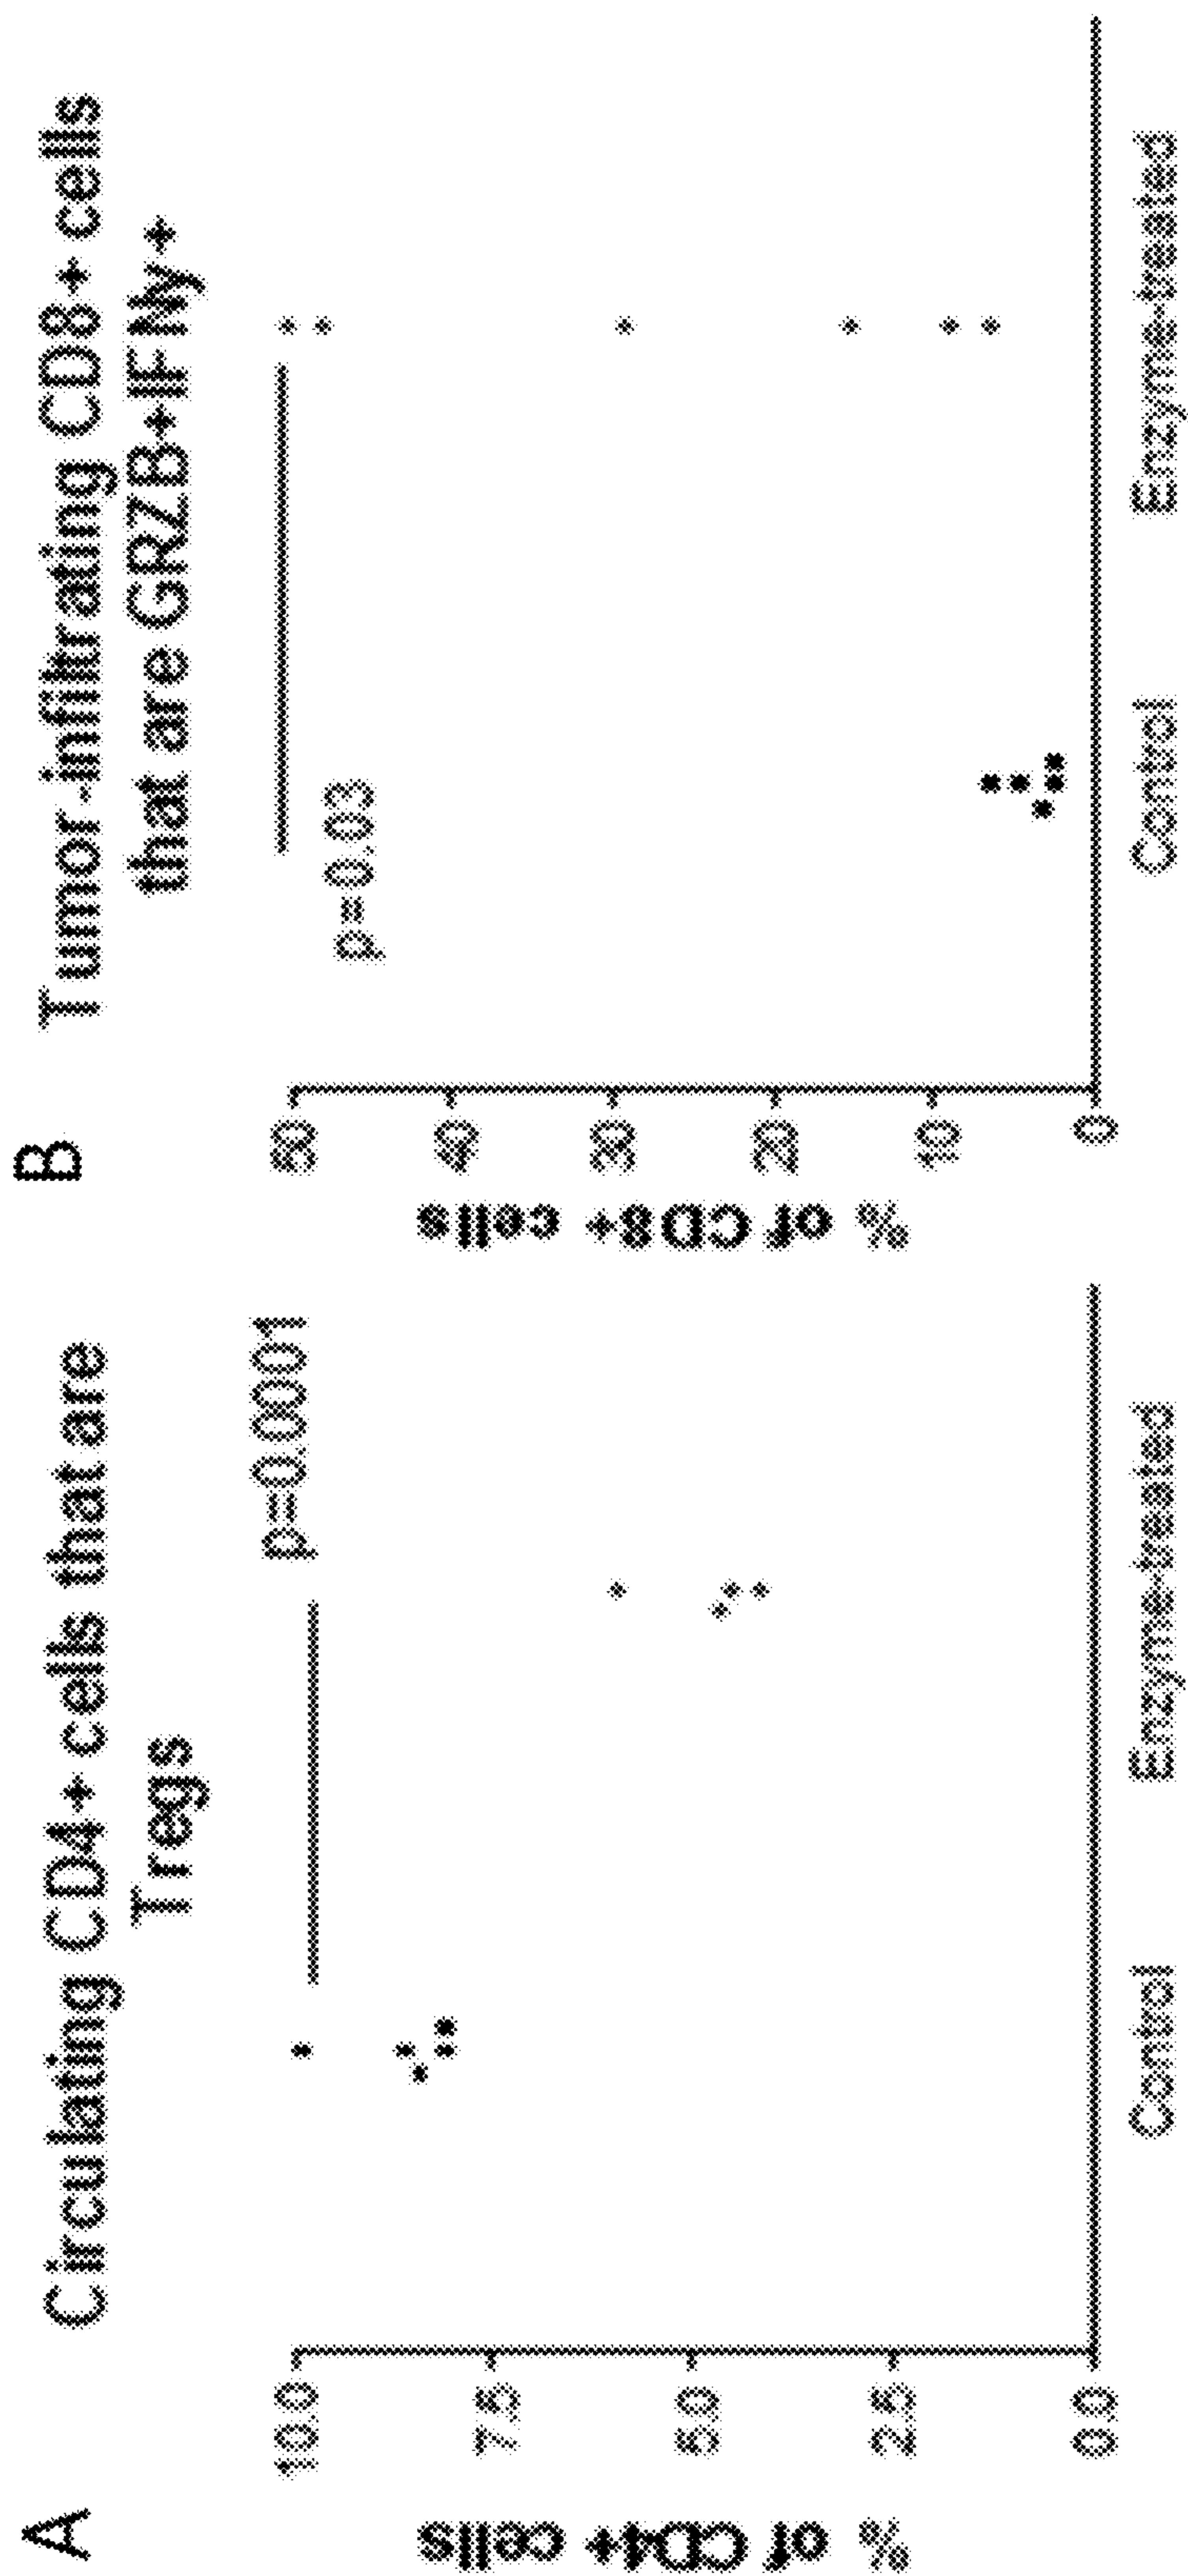 A
Circulating CD4+ cells that are
Tregs
p=0.0001
% of CD4+ cells
10.0
7.5
5.0
2.5
0.0
Control
Enzyme-treated
B
Tumor-infiltrating CD8+ cells
that are GRZB+IFNγ+
p=0.03
% of CD8+ cells
50
40
30
20
10
0
Control
Enzyme-treated